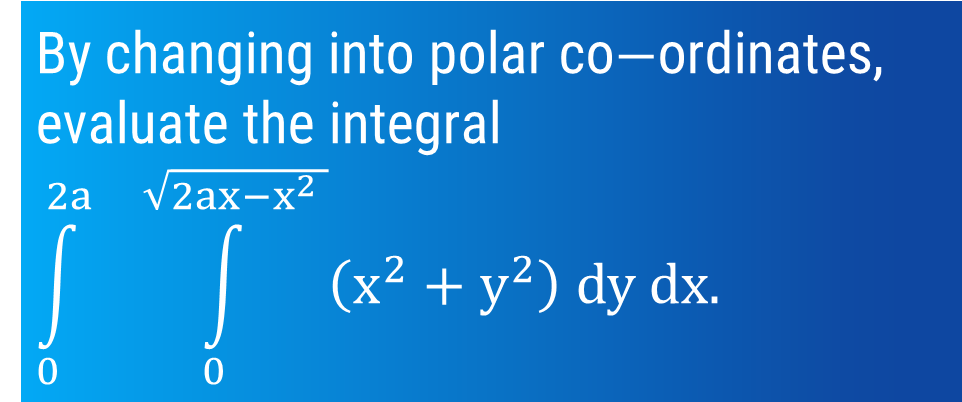 By changing into polar co–ordinates,
evaluate the integral
2a √2ax–x²
∫ ∫ (x² + y²) dy dx.
0 0